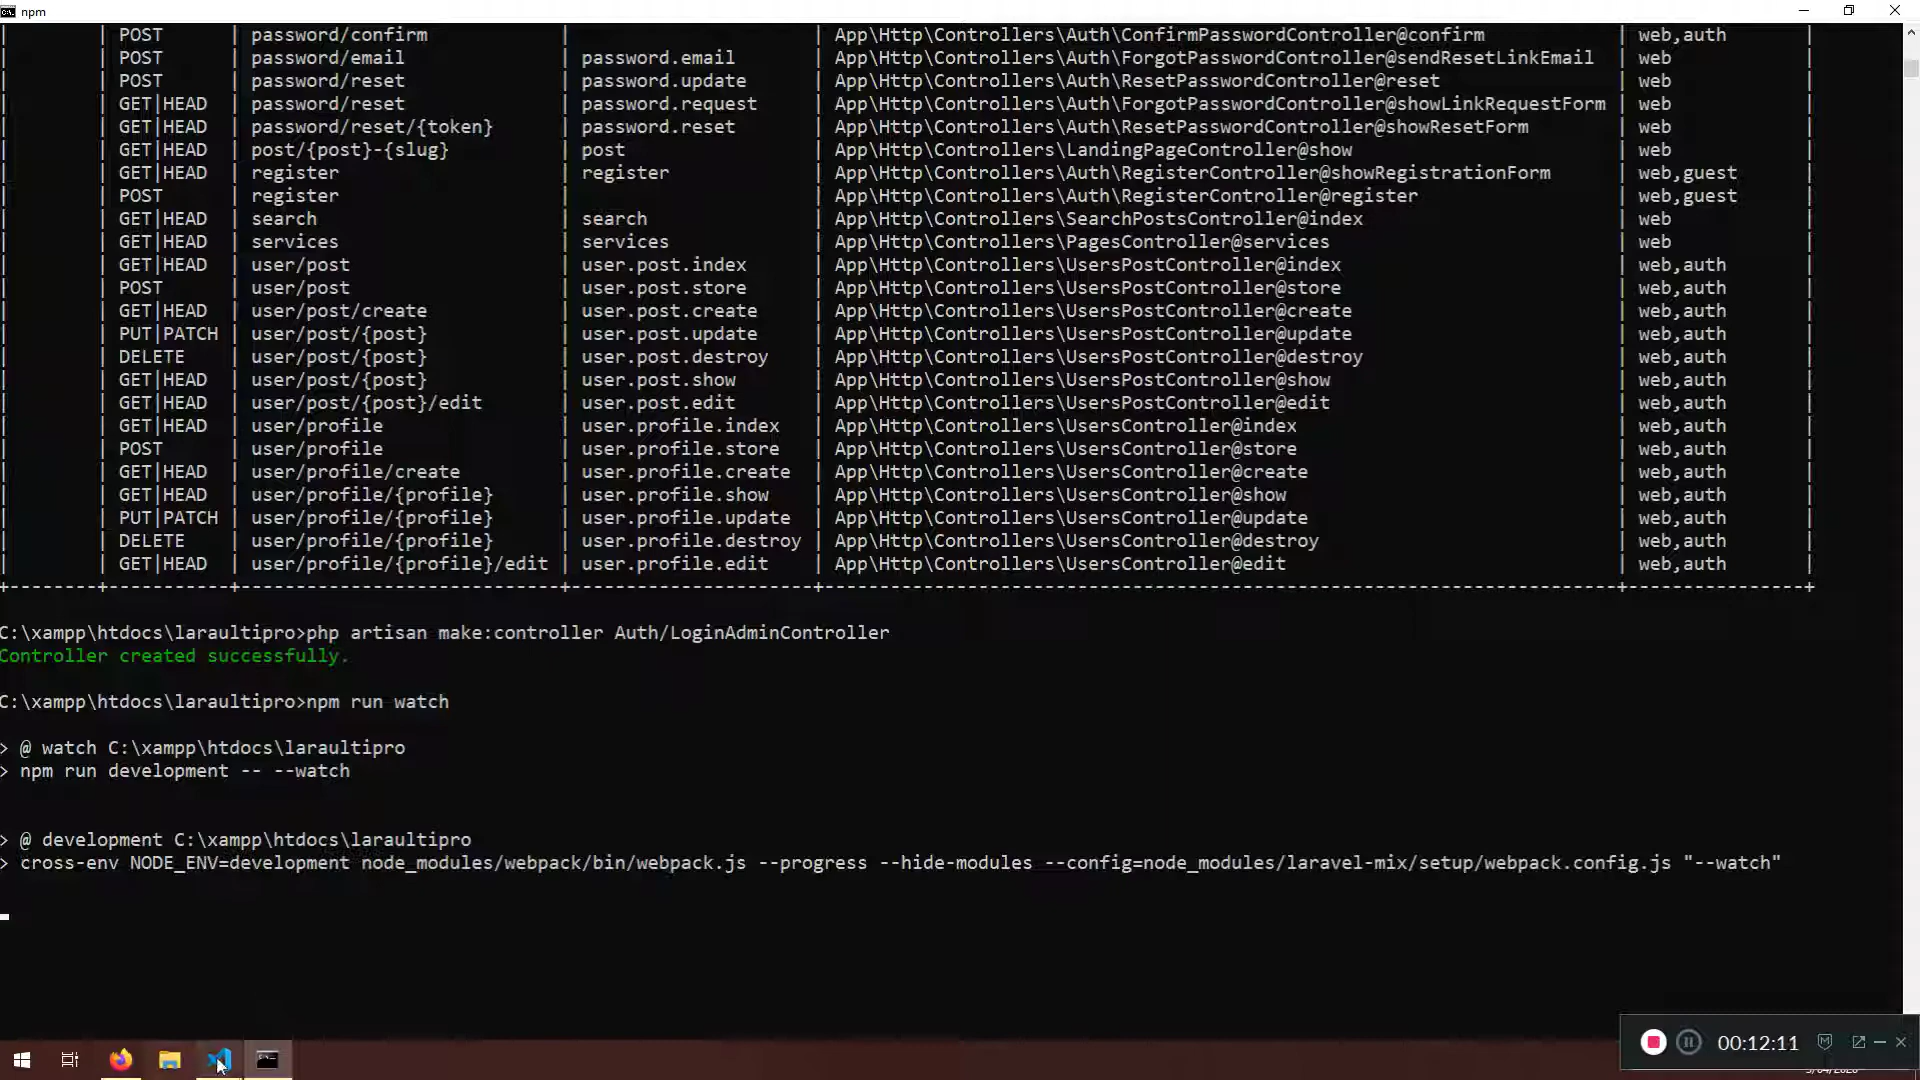 npm
| | POST | password/confirm | | App\Http\Controllers\Auth\ConfirmPasswordController@confirm | web,auth |
| | POST | password/email | password.email | App\Http\Controllers\Auth\ForgotPasswordController@sendResetLinkEmail | web |
| | POST | password/reset | password.update | App\Http\Controllers\Auth\ResetPasswordController@reset | web |
| | GET|HEAD | password/reset | password.request | App\Http\Controllers\Auth\ForgotPasswordController@showLinkRequestForm | web |
| | GET|HEAD | password/reset/{token} | password.reset | App\Http\Controllers\Auth\ResetPasswordController@showResetForm | web |
| | GET|HEAD | post/{post}-{slug} | post | App\Http\Controllers\LandingPageController@show | web |
| | GET|HEAD | register | register | App\Http\Controllers\Auth\RegisterController@showRegistrationForm | web,guest |
| | POST | register | | App\Http\Controllers\Auth\RegisterController@register | web,guest |
| | GET|HEAD | search | search | App\Http\Controllers\SearchPostsController@index | web |
| | GET|HEAD | services | services | App\Http\Controllers\PagesController@services | web |
| | GET|HEAD | user/post | user.post.index | App\Http\Controllers\UsersPostController@index | web,auth |
| | POST | user/post | user.post.store | App\Http\Controllers\UsersPostController@store | web,auth |
| | GET|HEAD | user/post/create | user.post.create | App\Http\Controllers\UsersPostController@create | web,auth |
| | PUT|PATCH | user/post/{post} | user.post.update | App\Http\Controllers\UsersPostController@update | web,auth |
| | DELETE | user/post/{post} | user.post.destroy | App\Http\Controllers\UsersPostController@destroy | web,auth |
| | GET|HEAD | user/post/{post} | user.post.show | App\Http\Controllers\UsersPostController@show | web,auth |
| | GET|HEAD | user/post/{post}/edit | user.post.edit | App\Http\Controllers\UsersPostController@edit | web,auth |
| | GET|HEAD | user/profile | user.profile.index | App\Http\Controllers\UsersController@index | web,auth |
| | POST | user/profile | user.profile.store | App\Http\Controllers\UsersController@store | web,auth |
| | GET|HEAD | user/profile/create | user.profile.create | App\Http\Controllers\UsersController@create | web,auth |
| | GET|HEAD | user/profile/{profile} | user.profile.show | App\Http\Controllers\UsersController@show | web,auth |
| | PUT|PATCH | user/profile/{profile} | user.profile.update | App\Http\Controllers\UsersController@update | web,auth |
| | DELETE | user/profile/{profile} | user.profile.destroy | App\Http\Controllers\UsersController@destroy | web,auth |
| | GET|HEAD | user/profile/{profile}/edit | user.profile.edit | App\Http\Controllers\UsersController@edit | web,auth |
C:\xampp\htdocs\laraultipro>php artisan make:controller Auth/LoginAdminController
Controller created successfully.
C:\xampp\htdocs\laraultipro>npm run watch
> @ watch C:\xampp\htdocs\laraultipro
> npm run development -- --watch
> @ development C:\xampp\htdocs\laraultipro
> cross-env NODE_ENV=development node_modules/webpack/bin/webpack.js --progress --hide-modules --config=node_modules/laravel-mix/setup/webpack.config.js "--watch"
00:12:11